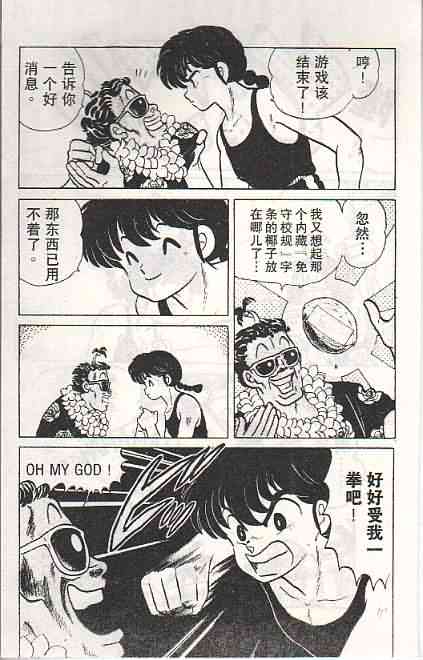 哼！
游戏该
结束了！
告诉你
一个好
消息。
忽然…
我又想起那
个内藏「免
守校规」字
条的椰子放
在哪儿了…
那东西已用
不着了。
好好受我一
拳吧！
OH MY GOD！